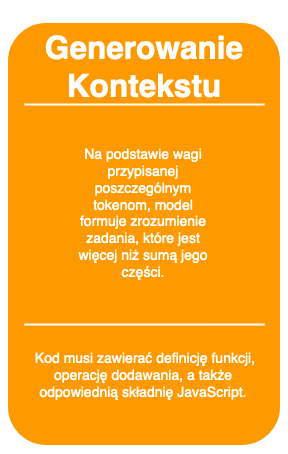 Generowanie
Kontekstu
Na podstawie wagi
przypisanej
poszczególnym
tokenom, model
formuje zrozumienie
zadania, które jest
więcej niż sumą jego
części.
Kod musi zawierać definicję funkcji,
operację dodawania, a także
odpowiednią składnię JavaScript.